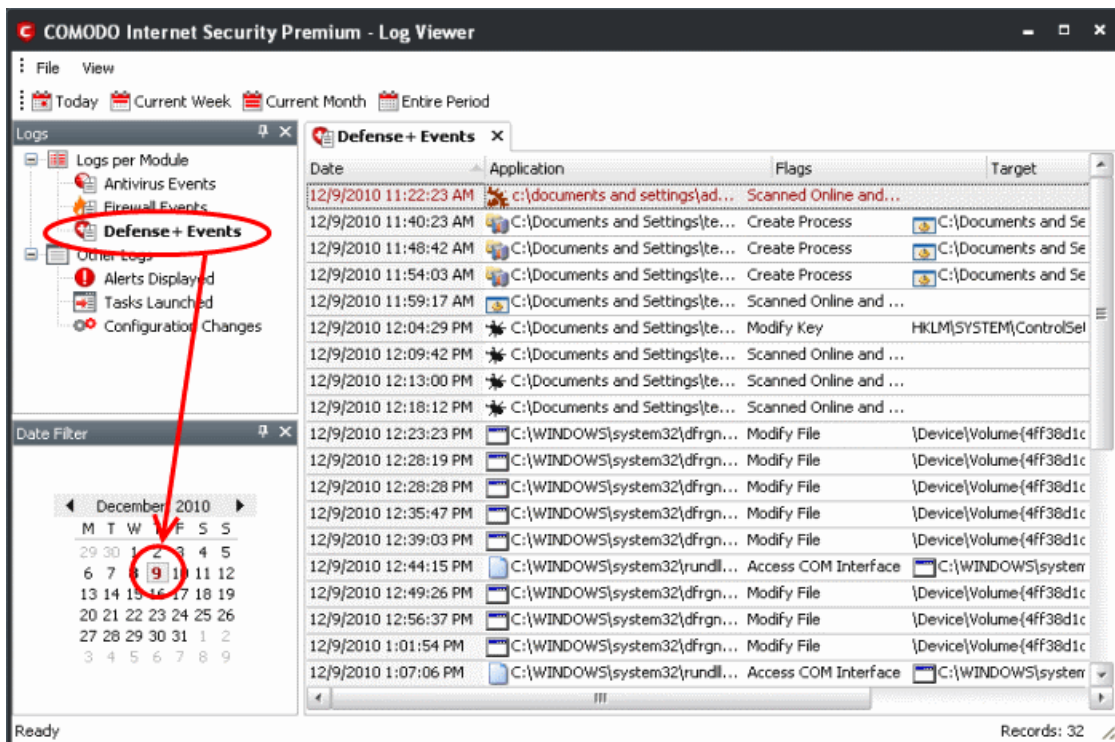 COMODO Internet Security Premium - Log Viewer
File View
Today Current Week Current Month Entire Period
Logs
Logs per Module
Antivirus Events
Firewall Events
Defense+ Events
Other Logs
Alerts Displayed
Tasks Launched
Configuration Changes
Date Filter
December 2010
M T W T F S S
29 30 1 2 3 4 5
6 7 8 9 10 11 12
13 14 15 16 17 18 19
20 21 22 23 24 25 26
27 28 29 30 31 1 2
3 4 5 6 7 8 9
Defense+ Events
Date Application Flags Target
12/9/2010 11:22:23 AM c:\documents and settings\ad... Scanned Online and...
12/9/2010 11:40:23 AM C:\Documents and Settings\te... Create Process C:\Documents and Se
12/9/2010 11:48:42 AM C:\Documents and Settings\te... Create Process C:\Documents and Se
12/9/2010 11:54:03 AM C:\Documents and Settings\te... Create Process C:\Documents and Se
12/9/2010 11:59:17 AM C:\Documents and Settings\te... Scanned Online and ...
12/9/2010 12:04:29 PM C:\Documents and Settings\te... Modify Key HKLM\SYSTEM\ControlSet
12/9/2010 12:09:42 PM C:\Documents and Settings\te... Scanned Online and ...
12/9/2010 12:13:00 PM C:\Documents and Settings\te... Scanned Online and ...
12/9/2010 12:18:12 PM C:\Documents and Settings\te... Scanned Online and ...
12/9/2010 12:23:23 PM C:\WINDOWS\system32\dfrgn... Modify File \Device\Volume{4ff38d1c
12/9/2010 12:28:19 PM C:\WINDOWS\system32\dfrgn... Modify File \Device\Volume{4ff38d1c
12/9/2010 12:28:28 PM C:\WINDOWS\system32\dfrgn... Modify File \Device\Volume{4ff38d1c
12/9/2010 12:35:47 PM C:\WINDOWS\system32\dfrgn... Modify File \Device\Volume{4ff38d1c
12/9/2010 12:39:03 PM C:\WINDOWS\system32\dfrgn... Modify File \Device\Volume{4ff38d1c
12/9/2010 12:44:15 PM C:\WINDOWS\system32\rundl... Access COM Interface C:\WINDOWS\system
12/9/2010 12:49:26 PM C:\WINDOWS\system32\dfrgn... Modify File \Device\Volume{4ff38d1c
12/9/2010 12:56:37 PM C:\WINDOWS\system32\dfrgn... Modify File \Device\Volume{4ff38d1c
12/9/2010 1:01:54 PM C:\WINDOWS\system32\dfrgn... Modify File \Device\Volume{4ff38d1c
12/9/2010 1:07:06 PM C:\WINDOWS\system32\rundl... Access COM Interface C:\WINDOWS\system
Ready
Records: 32